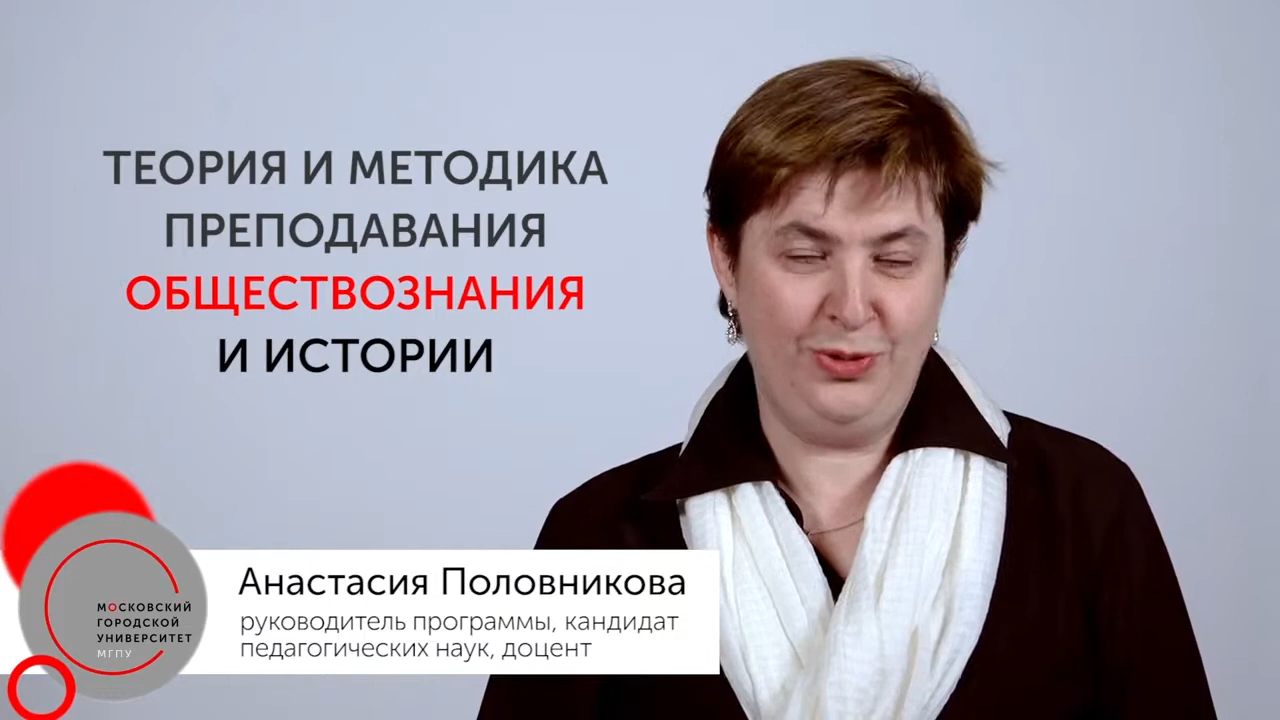 ТЕОРИЯ И МЕТОДИКА
ПРЕПОДАВАНИЯ
ОБЩЕСТВОЗНАНИЯ
И ИСТОРИИ
Анастасия Половникова
руководитель программы, кандидат
педагогических наук, доцент
МОСКОВСКИЙ
ГОРОДСКОЙ
УНИВЕРСИТЕТ
МГПУ